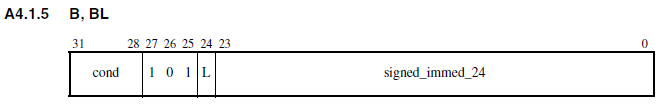 A4.1.5 B, BL
31 28 27 26 25 24 23 0
cond 1 0 1 L signed_immed_24